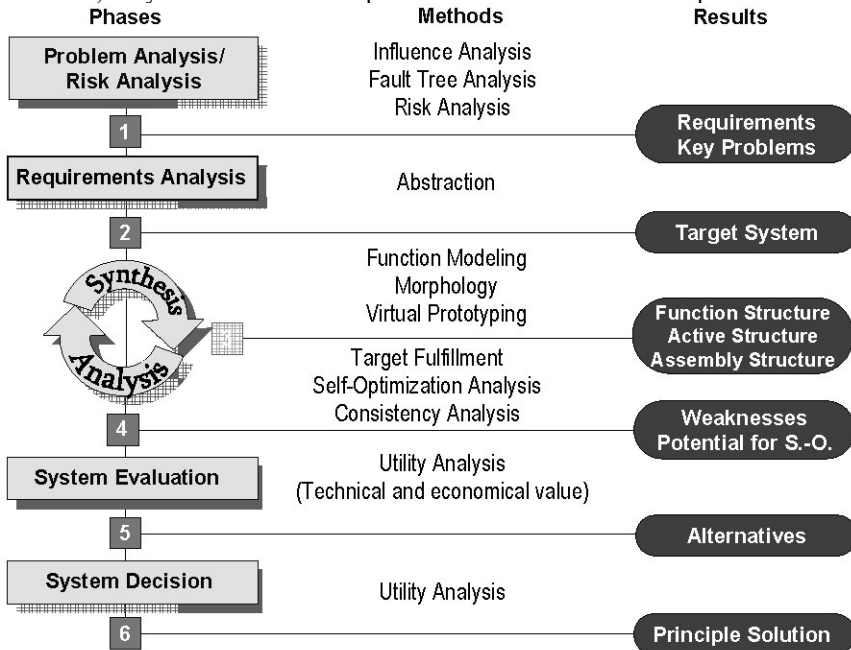 Phases Methods Results
Problem Analysis/
Risk Analysis
Influence Analysis
Fault Tree Analysis
Risk Analysis
1
Requirements
Key Problems
Requirements Analysis
Abstraction
2
Target System
Synthesis
Analysis
Function Modeling
Morphology
Virtual Prototyping
Function Structure
Active Structure
Assembly Structure
Target Fulfillment
Self-Optimization Analysis
Consistency Analysis
4
Weaknesses
Potential for S.-O.
System Evaluation
Utility Analysis
(Technical and economical value)
5
Alternatives
System Decision
Utility Analysis
6
Principle Solution